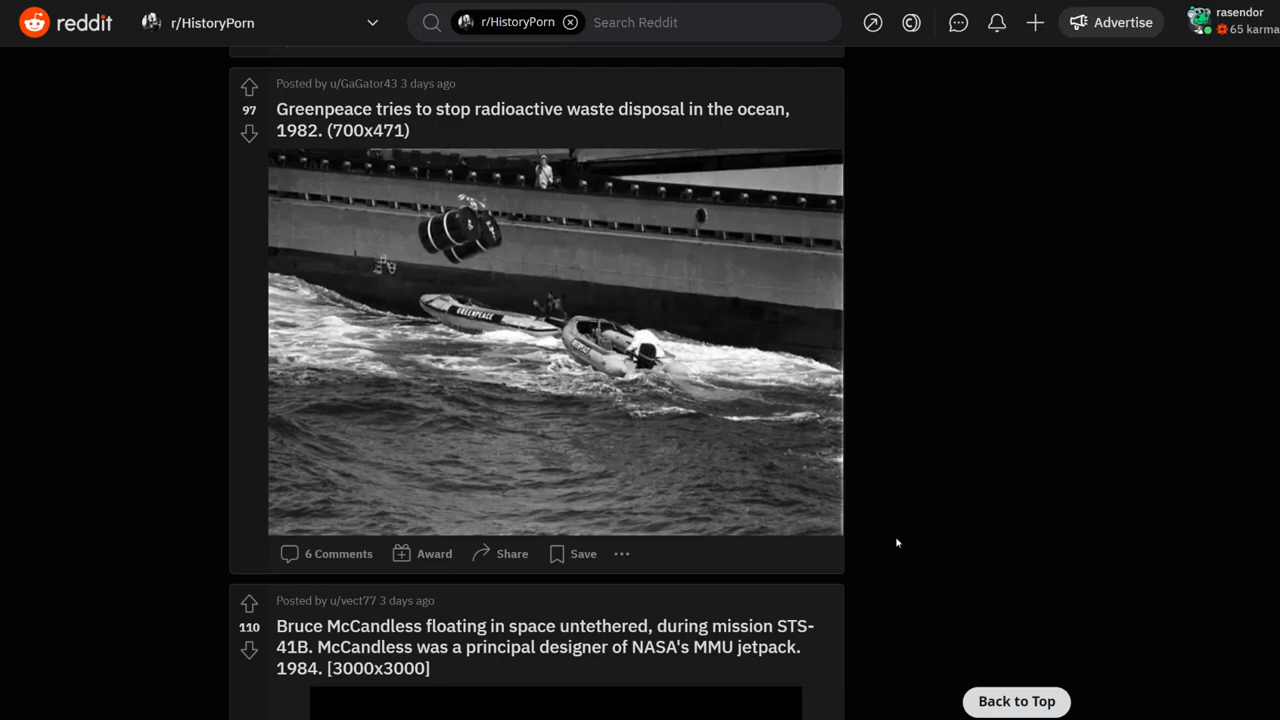 reddit
r/HistoryPorn
r/HistoryPorn
Search Reddit
Advertise
rasendor
65 karma
Posted by u/GaGator43 3 days ago
97
Greenpeace tries to stop radioactive waste disposal in the ocean,
1982. (700x471)
GREENPEACE
6 Comments
Award
Share
Save
Posted by u/vect77 3 days ago
110
Bruce McCandless floating in space untethered, during mission STS-
41B. McCandless was a principal designer of NASA's MMU jetpack.
1984. [3000x3000]
Back to Top